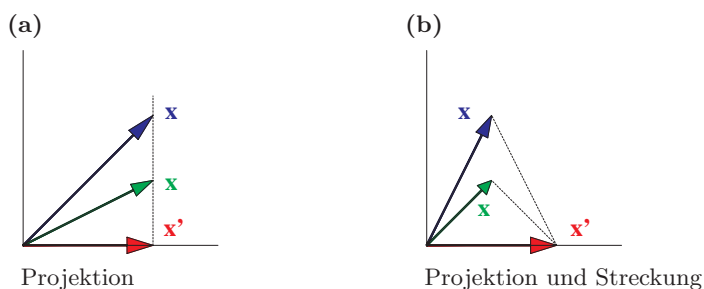 (a)
x
x
x'
Projektion
(b)
x
x
x'
Projektion und Streckung